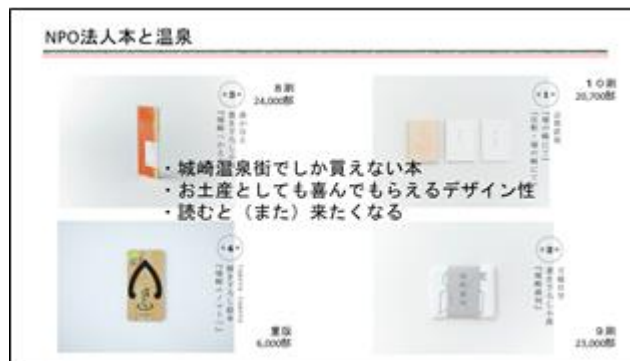 NPO法人本と温泉
8刷
24,000部
10刷
20,700部
・城崎温泉街でしか買えない本
・お土産としても喜んでもらえるデザイン性
・読むと（また）来たくなる
重版
6,000部
9刷
23,000部